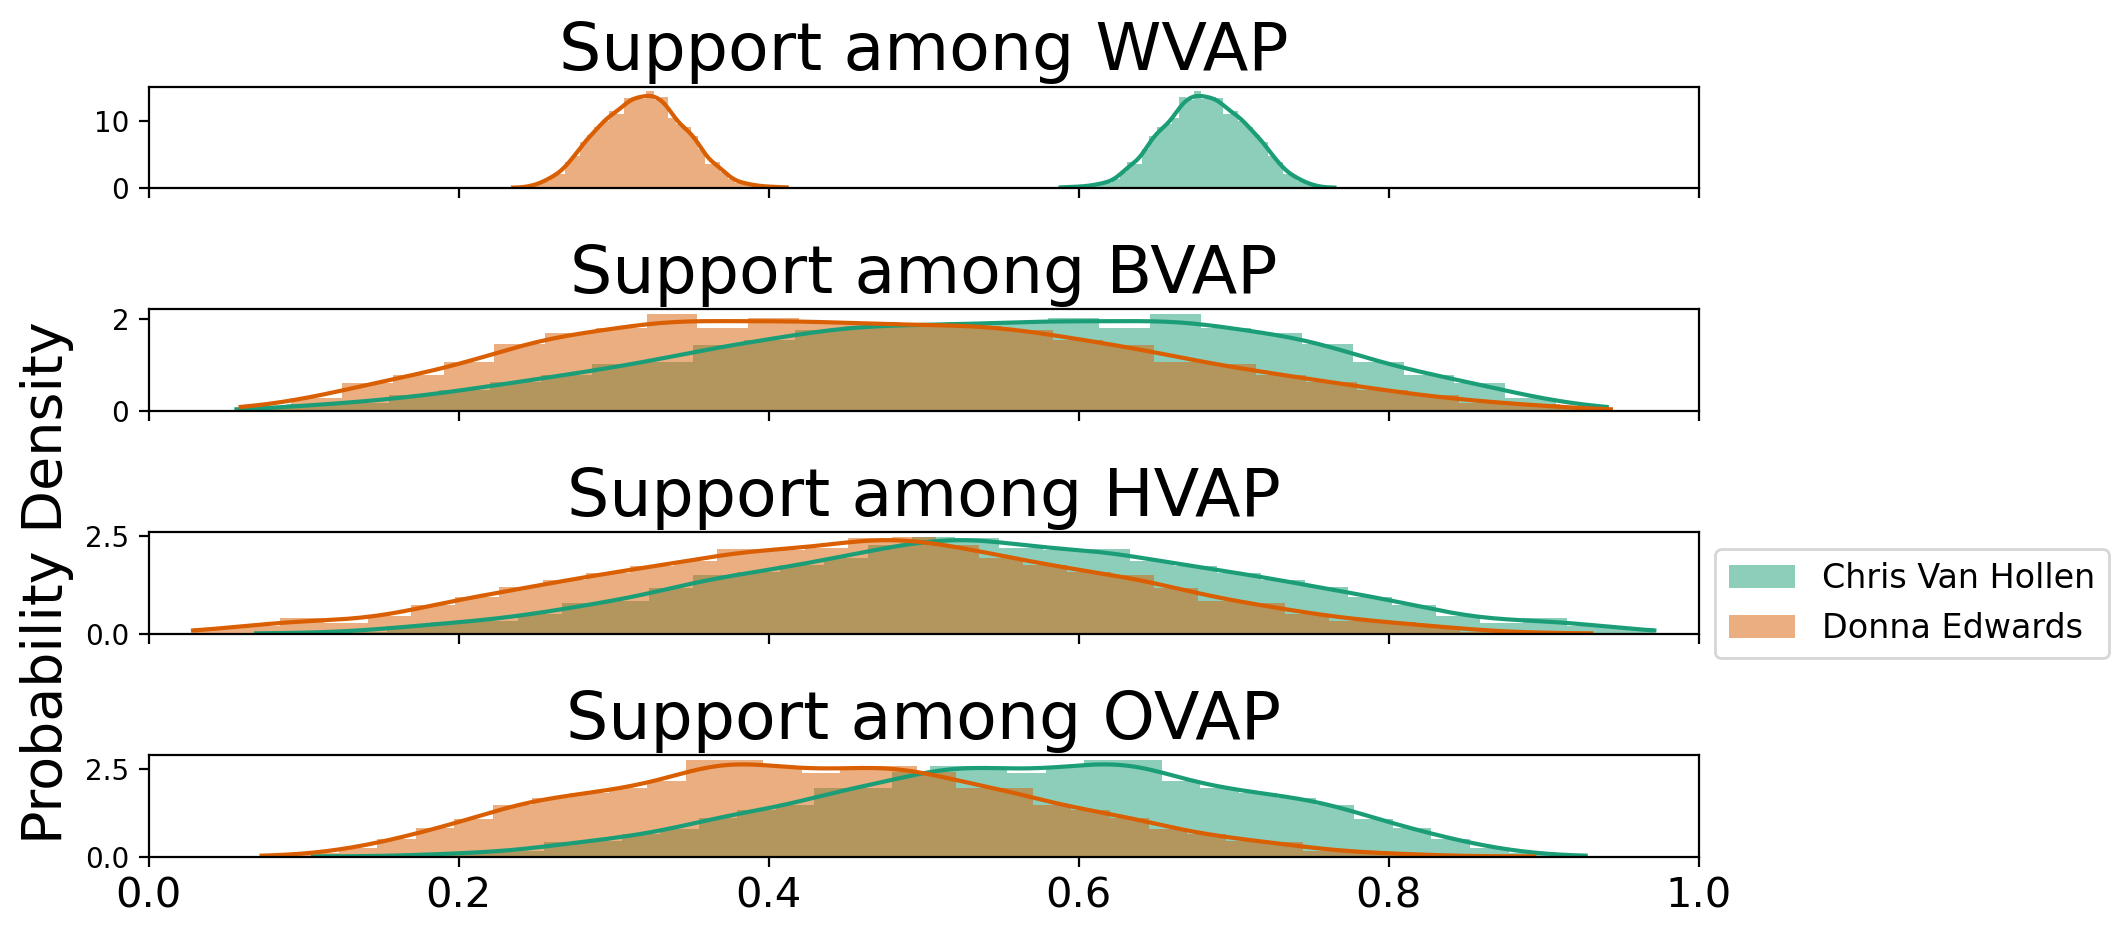 Support among WVAP
10
0
Support among BVAP
2
0
Support among HVAP
2.5
0.0
Support among OVAP
2.5
0.0
0.0 0.2 0.4 0.6 0.8 1.0
Probability Density
Chris Van Hollen
Donna Edwards